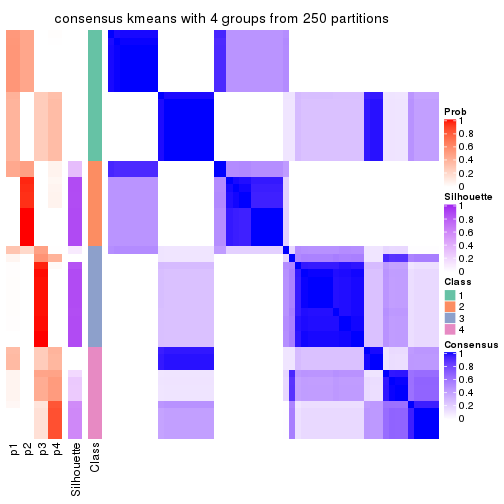 consensus kmeans with 4 groups from 250 partitions
Prob
1
0.8
0.6
0.4
0.2
0
Silhouette
1
0.8
0.6
0.4
0.2
0
Class
1
2
3
4
Consensus
1
0.8
0.6
0.4
0.2
0
p1
p2
p3
p4
Silhouette
Class